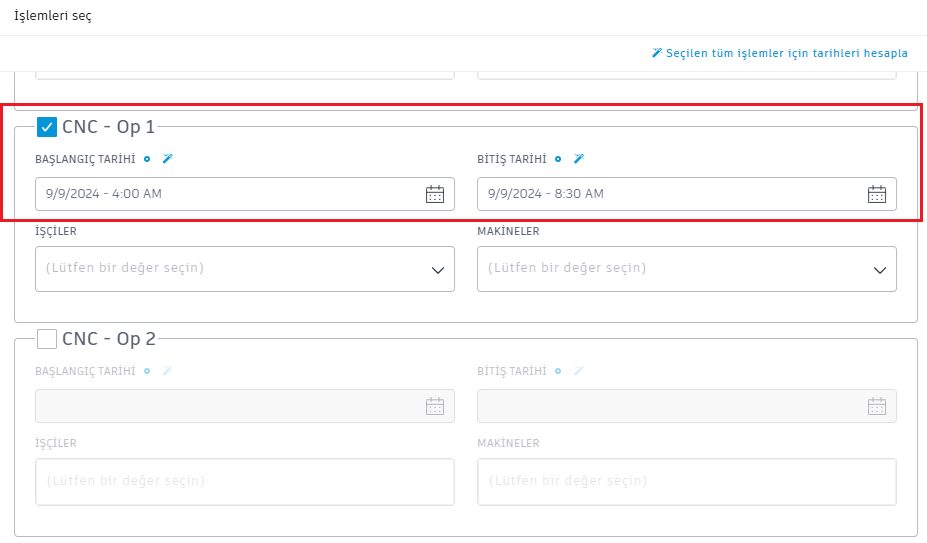 İşlemleri seç
Seçilen tüm işlemler için tarihleri hesapla
CNC - Op 1
BAŞLANGIÇ TARİHİ BİTİŞ TARİHİ
9/9/2024 - 4:00 AM 9/9/2024 - 8:30 AM
İŞÇİLER MAKİNELER
(Lütfen bir değer seçin) (Lütfen bir değer seçin)
CNC - Op 2
BAŞLANGIÇ TARİHİ BİTİŞ TARİHİ
İŞÇİLER MAKİNELER
(Lütfen bir değer seçin) (Lütfen bir değer seçin)